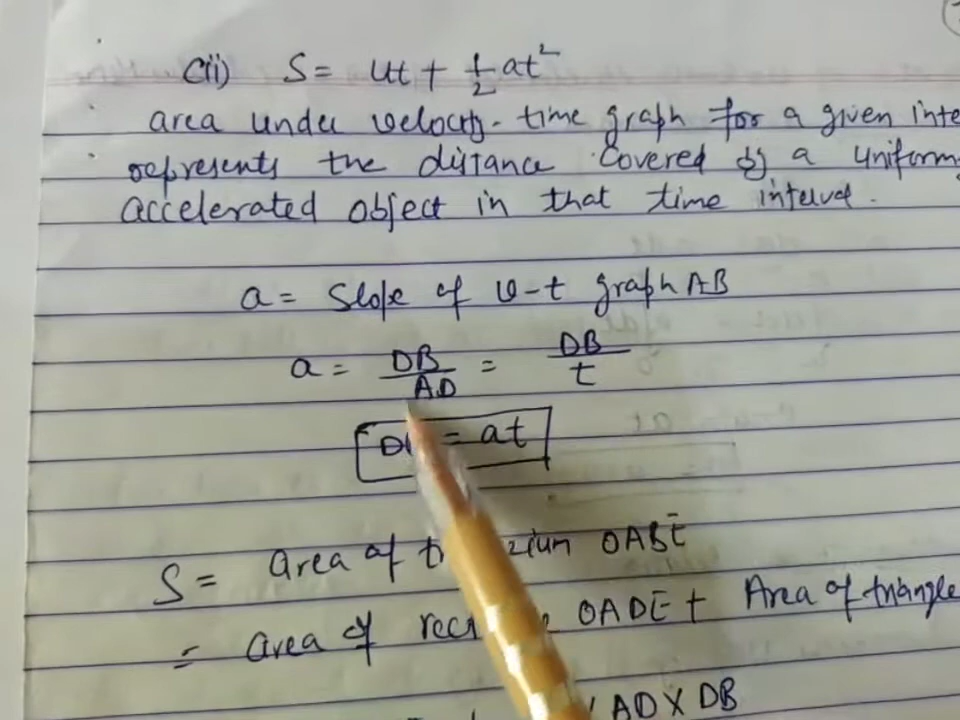 (ii) S = ut + 1/2 at²
area under velocity-time graph for a given inte
represents the distance covered by a uniform
accelerated object in that time interval.
a = Slope of v-t graph AB
a = DB/AD = DB/t
= at
S = area of OABE
= area of OADE + Area of triangle
AD X DB